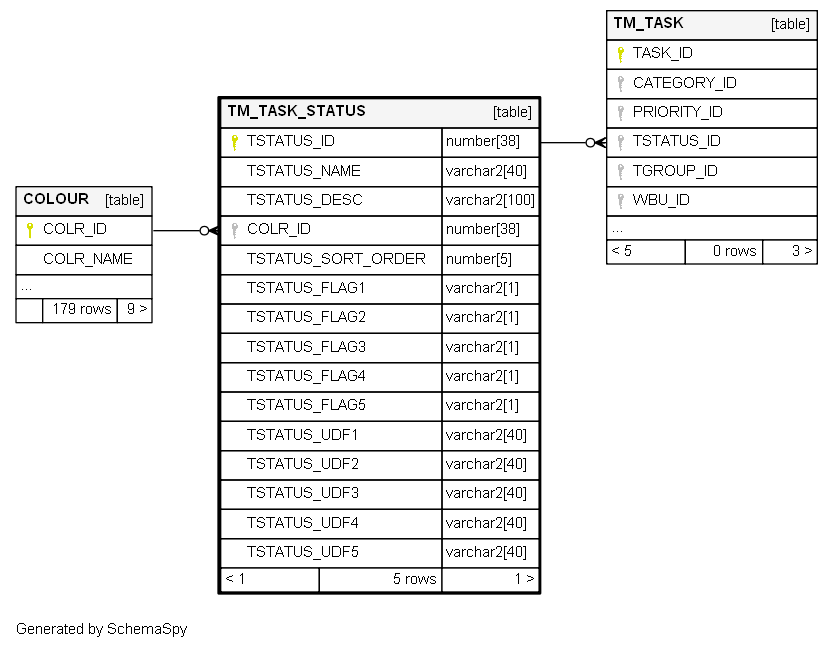 TM_TASK [table]
TASK_ID
CATEGORY_ID
PRIORITY_ID
TSTATUS_ID
TGROUP_ID
WBU_ID
...
< 5 0 rows 3 >
TM_TASK_STATUS [table]
TSTATUS_ID number[38]
TSTATUS_NAME varchar2[40]
TSTATUS_DESC varchar2[100]
COLR_ID number[38]
TSTATUS_SORT_ORDER number[5]
TSTATUS_FLAG1 varchar2[1]
TSTATUS_FLAG2 varchar2[1]
TSTATUS_FLAG3 varchar2[1]
TSTATUS_FLAG4 varchar2[1]
TSTATUS_FLAG5 varchar2[1]
TSTATUS_UDF1 varchar2[40]
TSTATUS_UDF2 varchar2[40]
TSTATUS_UDF3 varchar2[40]
TSTATUS_UDF4 varchar2[40]
TSTATUS_UDF5 varchar2[40]
< 1 5 rows 1 >
COLOUR [table]
COLR_ID
COLR_NAME
...
179 rows 9 >
Generated by SchemaSpy